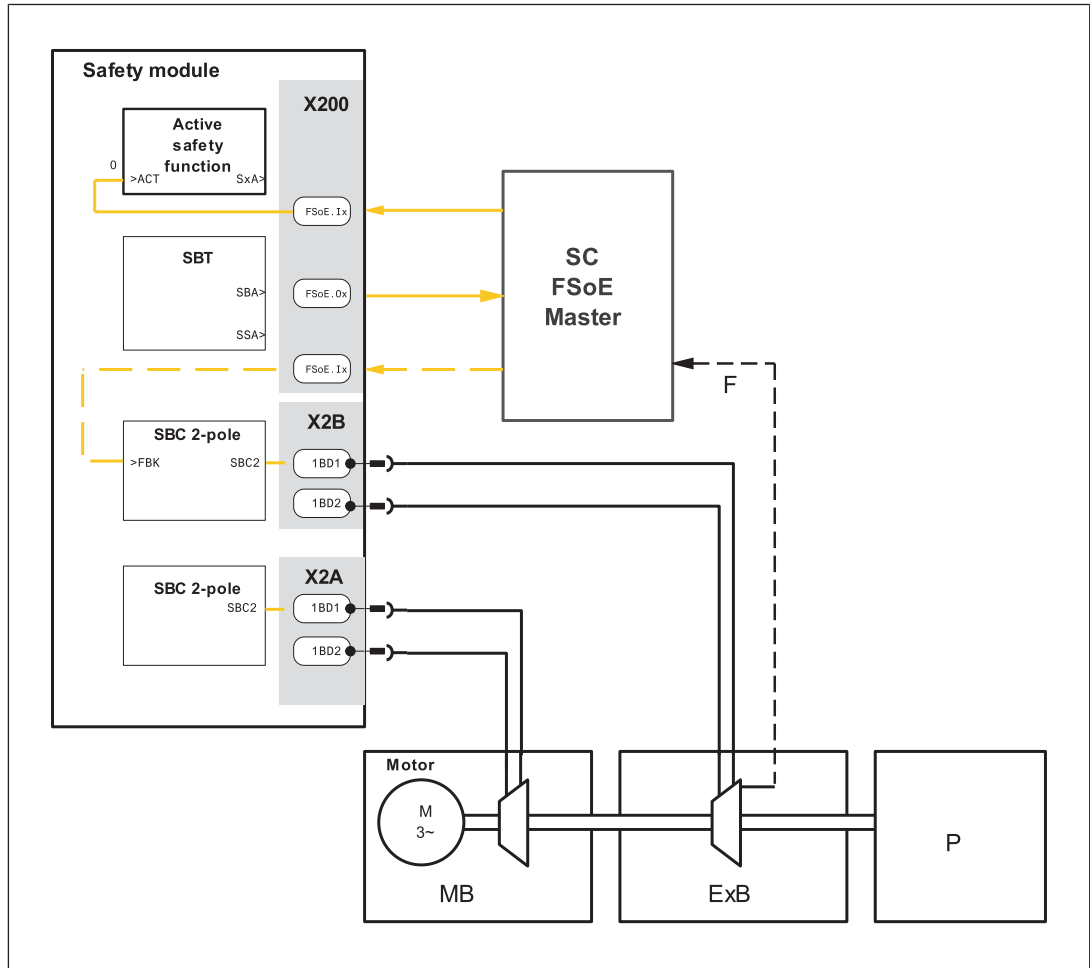 Safety module
X200
Active
safety
function
0
>ACT
SxA>
FSoE.Ix
SBT
SBA>
SSA>
FSoE.Ox
FSoE.Ix
SC
FSoE
Master
F
X2B
SBC 2-pole
>FBK
SBC2
1BD1
1BD2
X2A
SBC 2-pole
SBC2
1BD1
1BD2
Motor
M
3~
MB
ExB
P